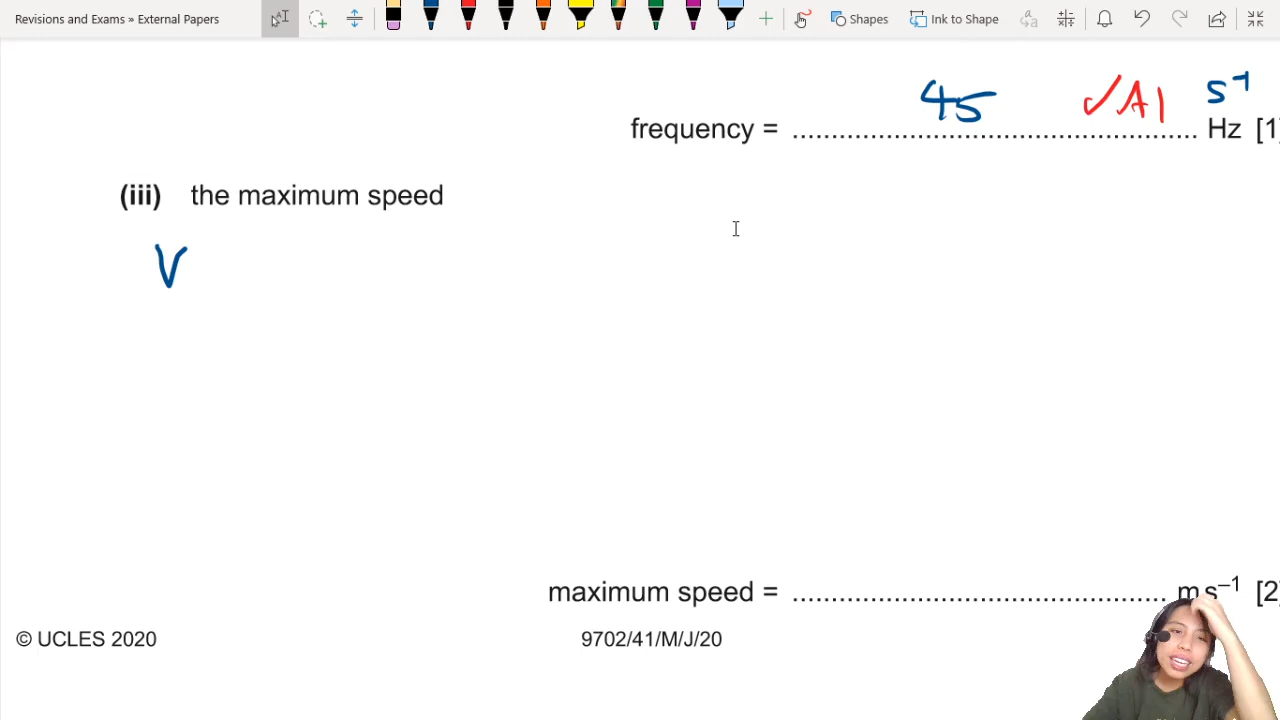 Revisions and Exams » External Papers
Shapes
Ink to Shape
45 ✓A1 s⁻¹
frequency = .................................................... Hz [1]
(iii) the maximum speed
V
maximum speed = ................................................ m s⁻¹ [2]
© UCLES 2020
9702/41/M/J/20